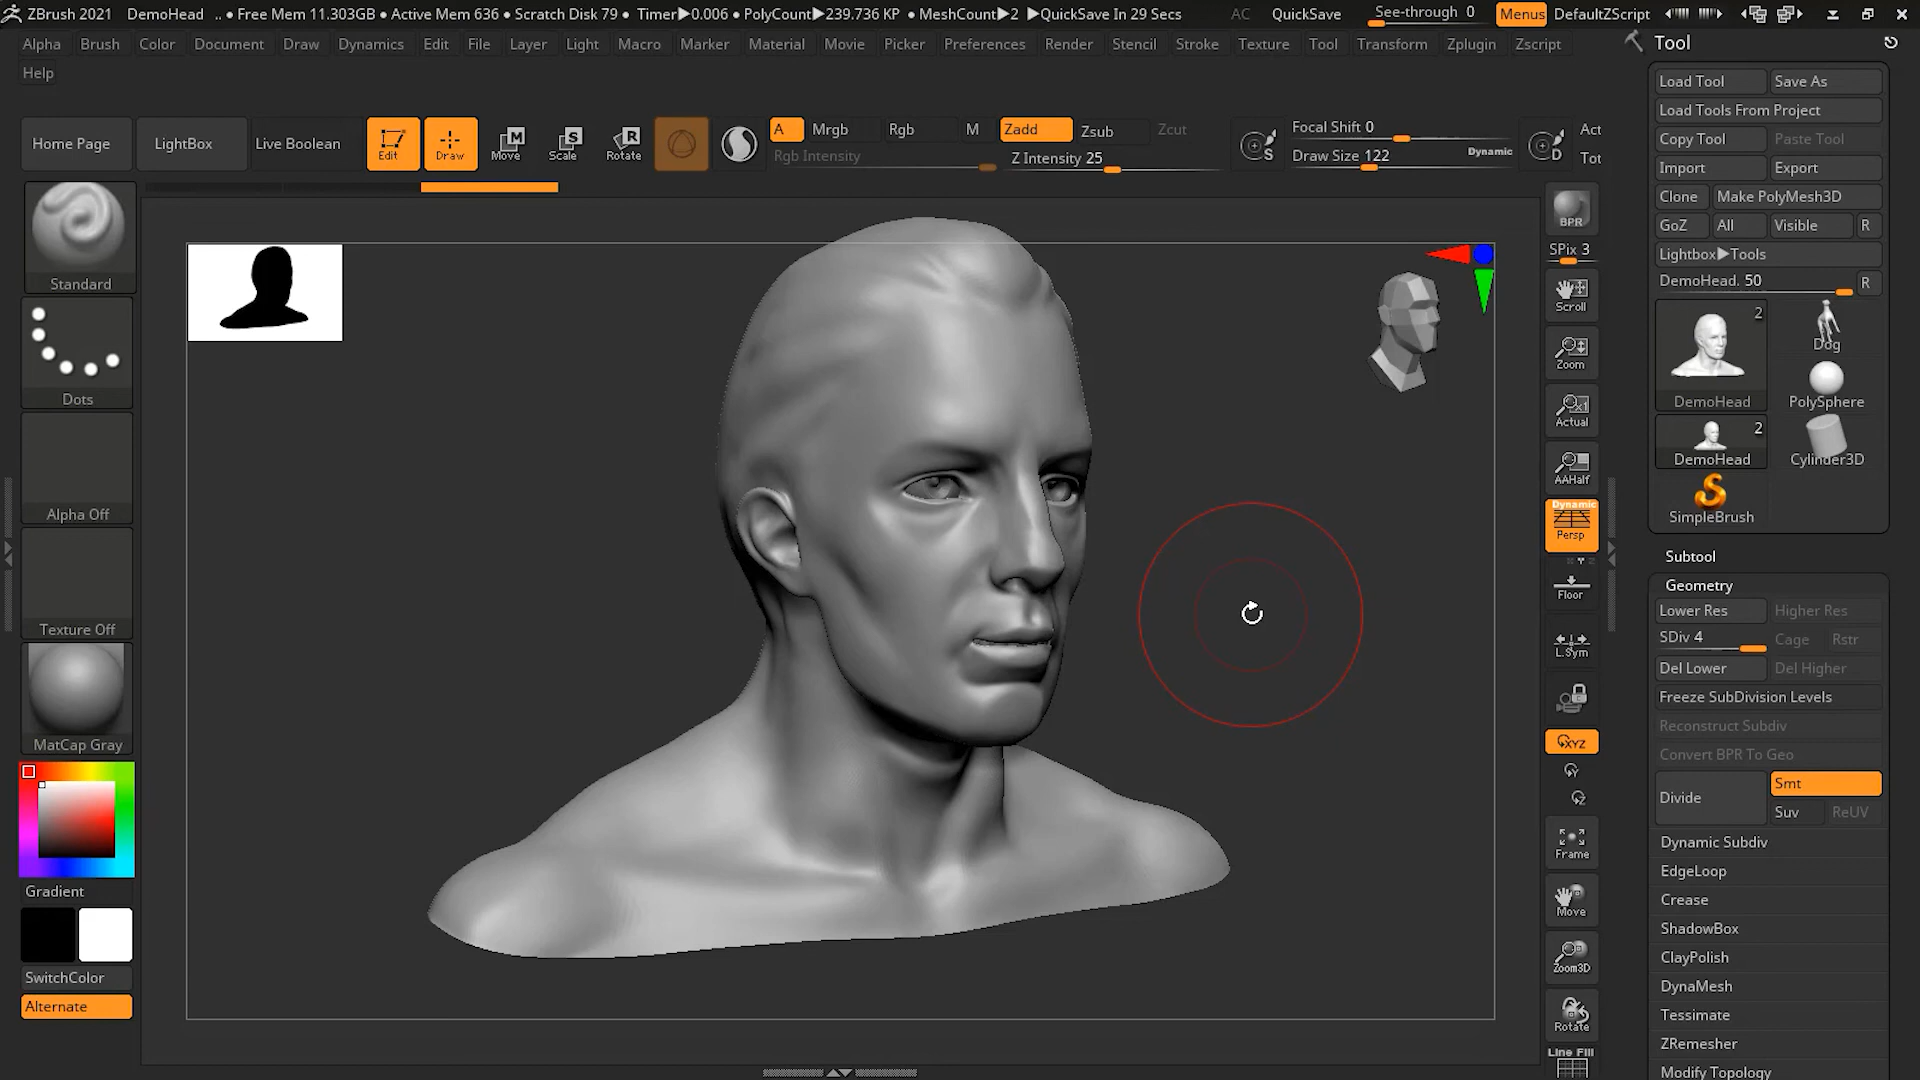 ZBrush 2021 DemoHead .. • Free Mem 11.303GB • Active Mem 636 • Scratch Disk 79 • Timer▶0.006 • PolyCount▶239.736 KP • MeshCount▶2 ▶QuickSave In 29 Secs AC QuickSave See-through 0 Menus DefaultZScript
Alpha Brush Color Document Draw Dynamics Edit File Layer Light Macro Marker Material Movie Picker Preferences Render Stencil Stroke Texture Tool Transform Zplugin Zscript
Help
Home Page LightBox Live Boolean Edit Draw Move Scale Rotate
M S R
A Mrgb Rgb M Zadd Zsub Zcut
Rgb Intensity Z Intensity 25
S Focal Shift 0
Draw Size 122 Dynamic
D Act
Tot
Standard
Dots
Alpha Off
Texture Off
MatCap Gray
Gradient
SwitchColor
Alternate
BPR
SPix 3
Scroll
Zoom
Actual
AAHalf
Dynamic
Persp
Floor
L.Sym
XYZ
Y
Z
Frame
Move
Zoom3D
Rotate
Line Fill
Tool
Load Tool Save As
Load Tools From Project
Copy Tool Paste Tool
Import Export
Clone Make PolyMesh3D
GoZ All Visible R
Lightbox▶Tools
DemoHead. 50 R
2
DemoHead
Dog
PolySphere
2
DemoHead
Cylinder3D
SimpleBrush
Subtool
Geometry
Lower Res Higher Res
SDiv 4 Cage Rstr
Del Lower Del Higher
Freeze SubDivision Levels
Reconstruct Subdiv
Convert BPR To Geo
Divide Smt
Suv ReUV
Dynamic Subdiv
EdgeLoop
Crease
ShadowBox
ClayPolish
DynaMesh
Tessimate
ZRemesher
Modify Topology